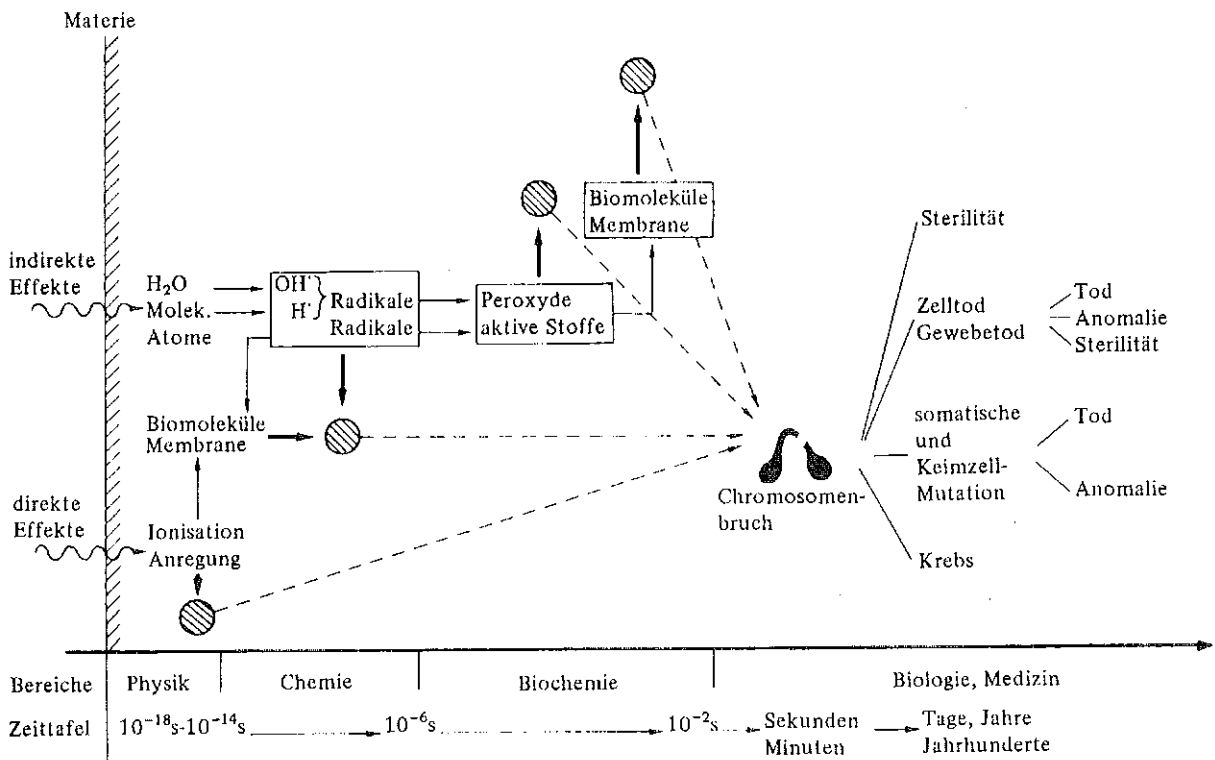 Materie
indirekte
Effekte
H₂O
Molek.
Atome
OH˙
H˙
Radikale
Radikale
Peroxyde
aktive Stoffe
Biomoleküle
Membrane
Biomoleküle
Membrane
direkte
Effekte
Ionisation
Anregung
Chromosomen-
bruch
Sterilität
Zelltod
Gewebetod
Tod
Anomalie
Sterilität
somatische
und
Keimzell-
Mutation
Tod
Anomalie
Krebs
Bereiche Physik Chemie Biochemie Biologie, Medizin
Zeittafel 10⁻¹⁸s-10⁻¹⁴s 10⁻⁶s 10⁻²s Sekunden
Minuten
Tage, Jahre
Jahrhunderte